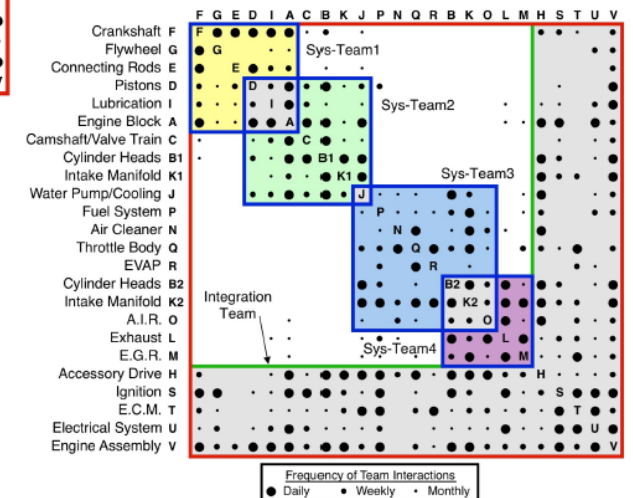 F G E D I A C B K J P N Q R B K O L M H S T U V
Crankshaft F F
Flywheel G G
Sys-Team1
Connecting Rods E E
Pistons D D
Lubrication I I
Sys-Team2
Engine Block A A
Camshaft/Valve Train C C
Cylinder Heads B1 B1
Intake Manifold K1 K1
Sys-Team3
Water Pump/Cooling J J
Fuel System P P
Air Cleaner N N
Throttle Body Q Q
EVAP R R
Cylinder Heads B2 B2
Intake Manifold K2 K2
Integration
Team
A.I.R. O O
Exhaust L L
Sys-Team4
E.G.R. M M
Accessory Drive H H
Ignition S S
E.C.M. T T
Electrical System U U
Engine Assembly V V
Frequency of Team Interactions
Daily Weekly Monthly